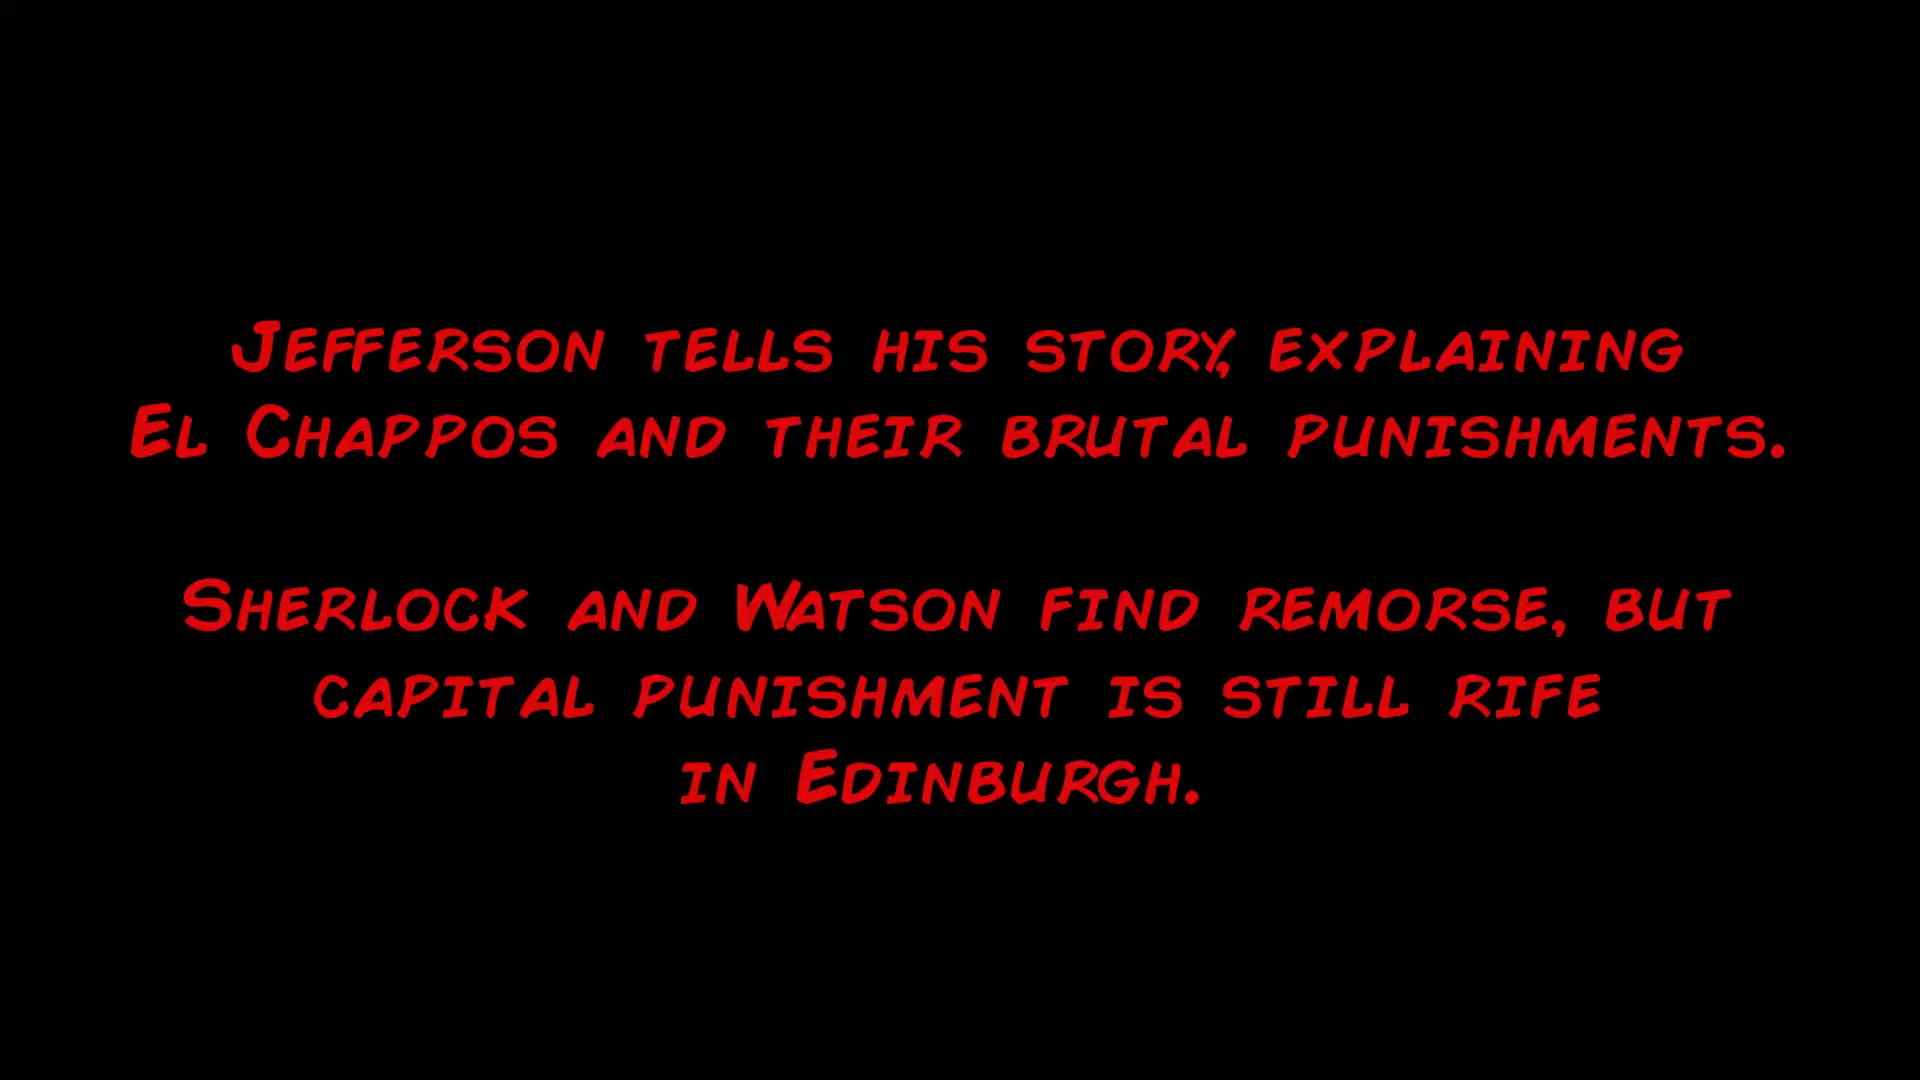 Jefferson tells his story, explaining
El Chappos and their brutal punishments.
Sherlock and Watson find remorse, but
capital punishment is still rife
in Edinburgh.